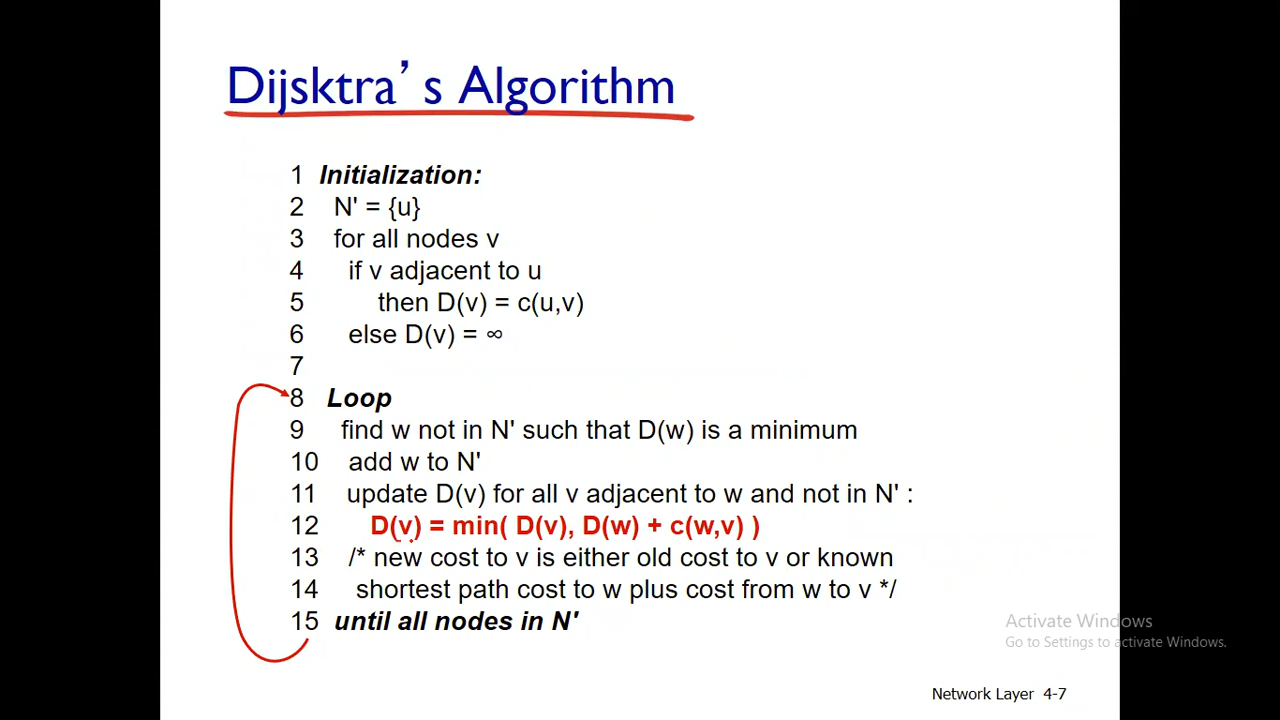 Dijsktra’s Algorithm
1 Initialization:
2 N' = {u}
3 for all nodes v
4 if v adjacent to u
5 then D(v) = c(u,v)
6 else D(v) = ∞
7
8 Loop
9 find w not in N' such that D(w) is a minimum
10 add w to N'
11 update D(v) for all v adjacent to w and not in N' :
12 D(v) = min( D(v), D(w) + c(w,v) )
13 /* new cost to v is either old cost to v or known
14 shortest path cost to w plus cost from w to v */
15 until all nodes in N'
Activate Windows
Go to Settings to activate Windows.
Network Layer 4-7